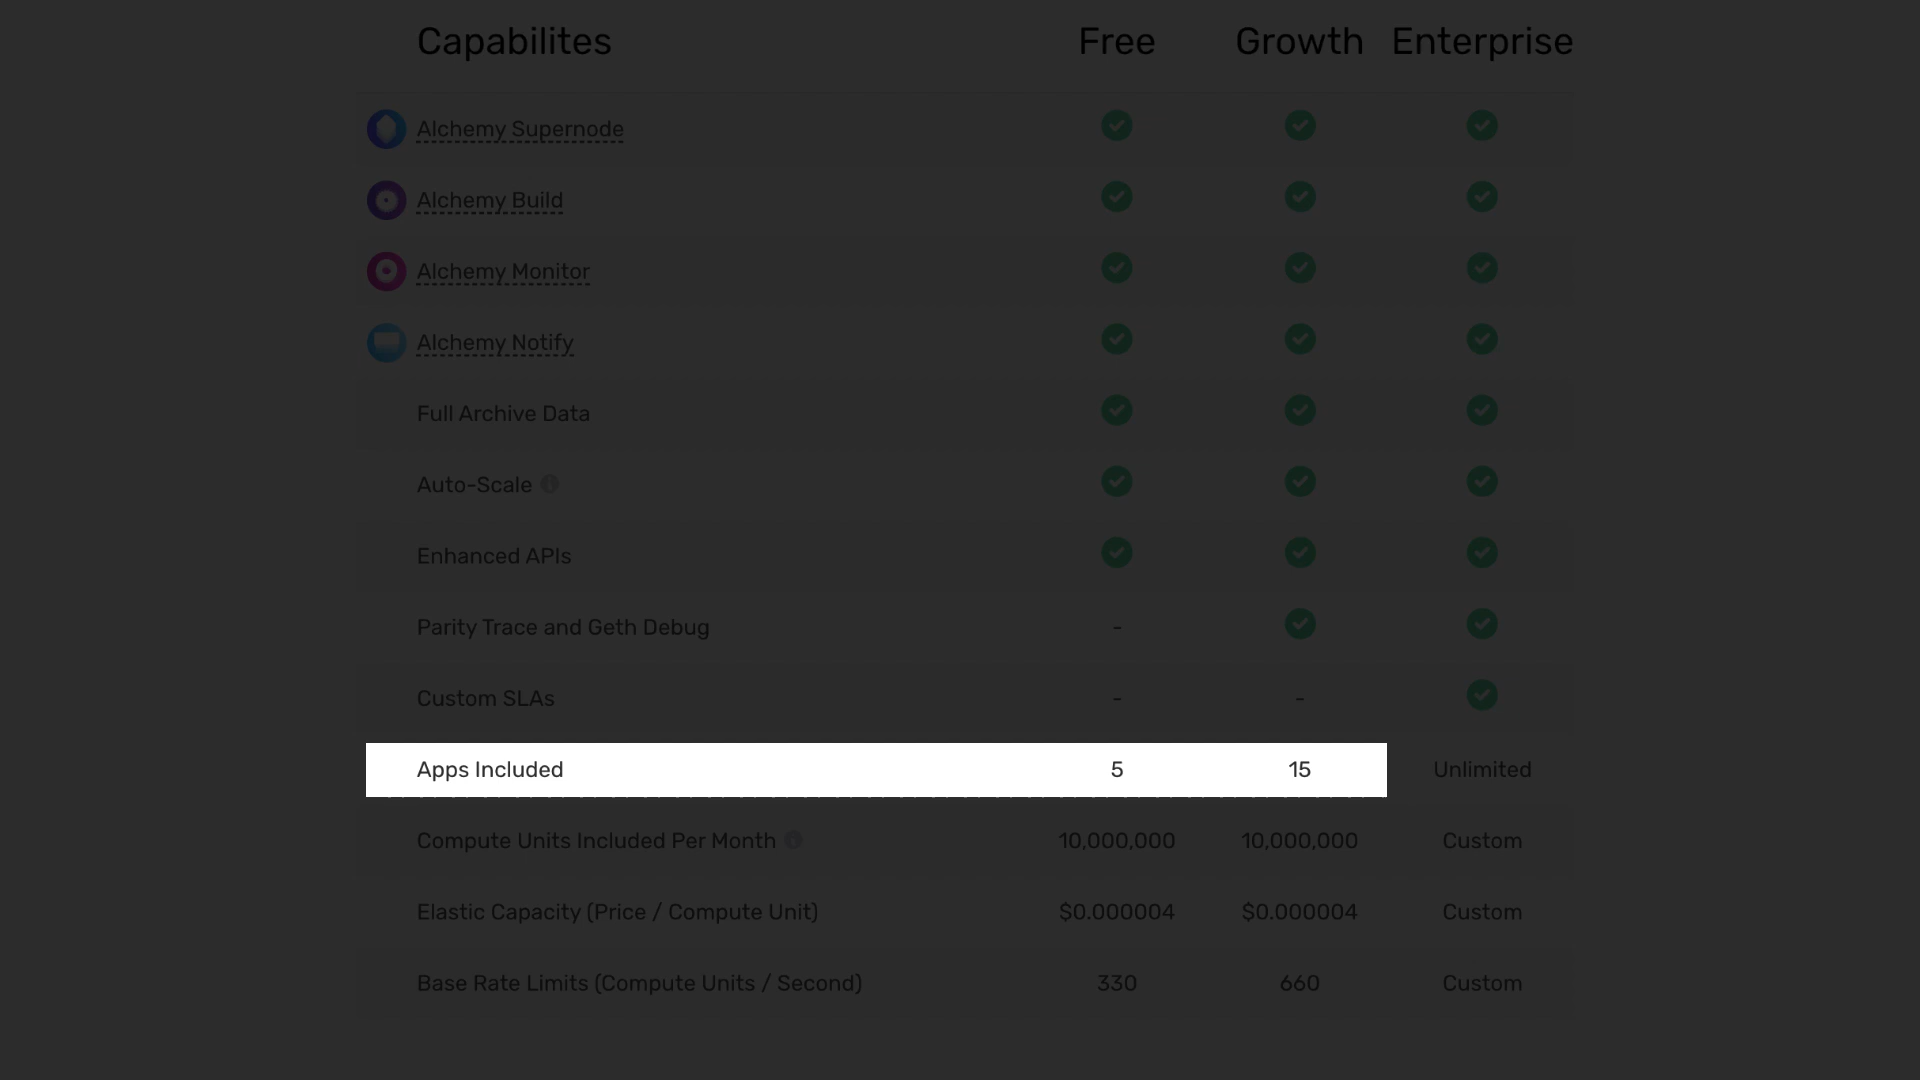 Capabilites Free Growth Enterprise
Alchemy Supernode
Alchemy Build
Alchemy Monitor
Alchemy Notify
Full Archive Data
Auto-Scale
Enhanced APIs
Parity Trace and Geth Debug -
Custom SLAs - -
Apps Included 5 15 Unlimited
Compute Units Included Per Month 10,000,000 10,000,000 Custom
Elastic Capacity (Price / Compute Unit) $0.000004 $0.000004 Custom
Base Rate Limits (Compute Units / Second) 330 660 Custom